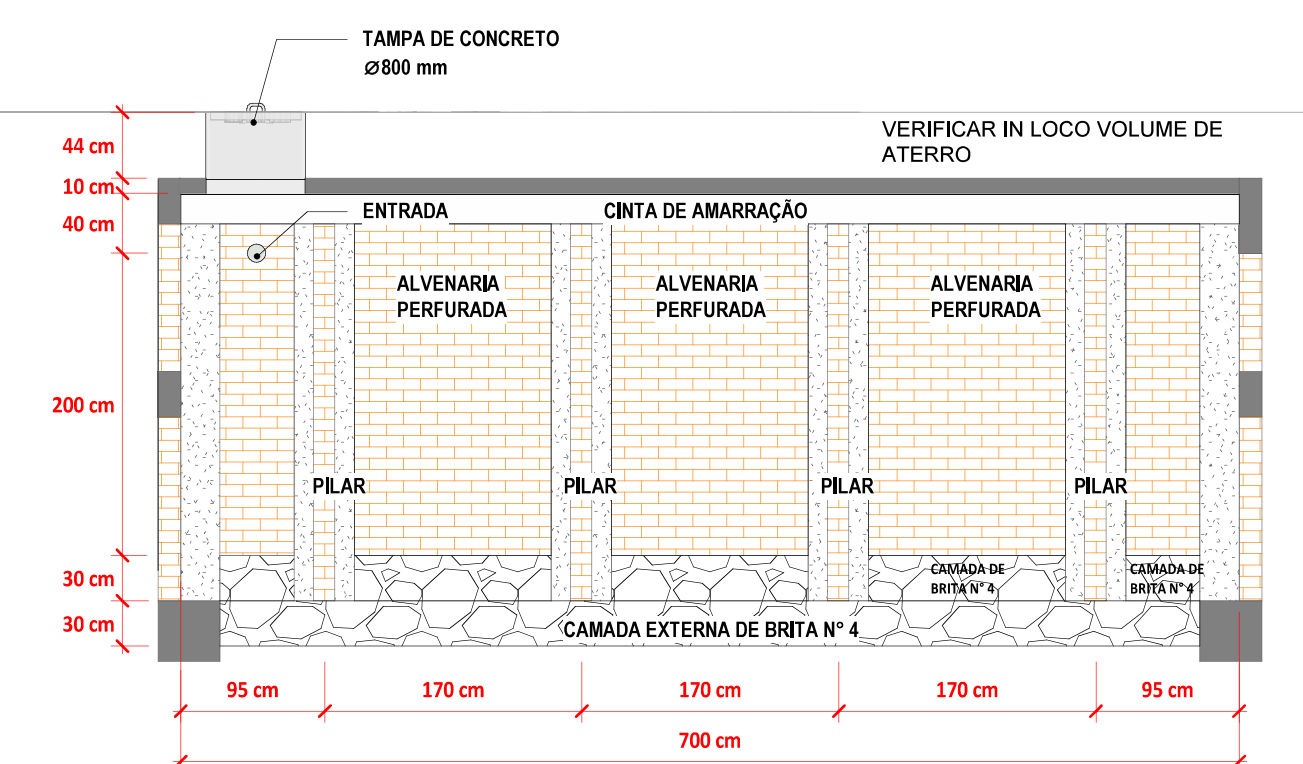 TAMPA DE CONCRETO
Ø800 mm
VERIFICAR IN LOCO VOLUME DE
ATERRO
44 cm
10 cm
40 cm
ENTRADA
CINTA DE AMARRAÇÃO
ALVENARIA
PERFURADA
ALVENARIA
PERFURADA
ALVENARIA
PERFURADA
200 cm
PILAR
PILAR
PILAR
PILAR
30 cm
CAMADA DE
BRITA N° 4
CAMADA DE
BRITA N° 4
30 cm
CAMADA EXTERNA DE BRITA N° 4
95 cm
170 cm
170 cm
170 cm
95 cm
700 cm